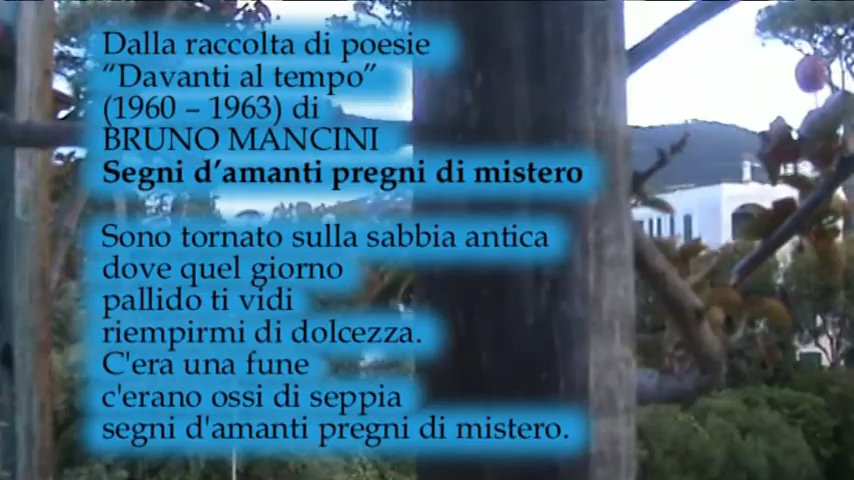 Dalla raccolta di poesie
“Davanti al tempo”
(1960 – 1963) di
BRUNO MANCINI
Segni d’amanti pregni di mistero
Sono tornato sulla sabbia antica
dove quel giorno
pallido ti vidi
riempirmi di dolcezza.
C'era una fune
c'erano ossi di seppia
segni d'amanti pregni di mistero.